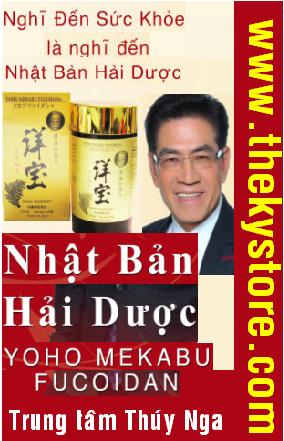 Nghĩ Đến Sức Khỏe
là nghĩ đến
Nhật Bản Hải Dược
YOHO MEKABU FUCOIDAN
洋宝
洋宝
Nhật Bản
Hải Dược
YOHO MEKABU
FUCOIDAN
Trung tâm Thúy Nga
www.thekystore.com